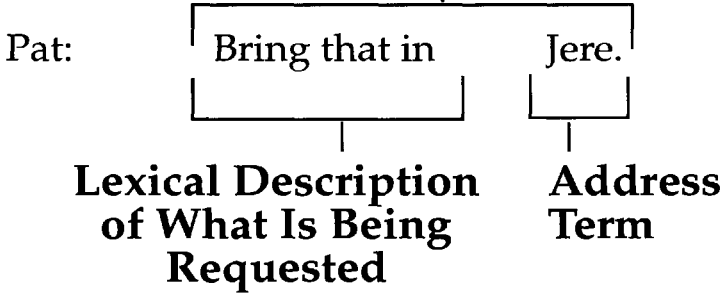 Pat: Bring that in Jere.
Lexical Description Address
of What Is Being Term
Requested